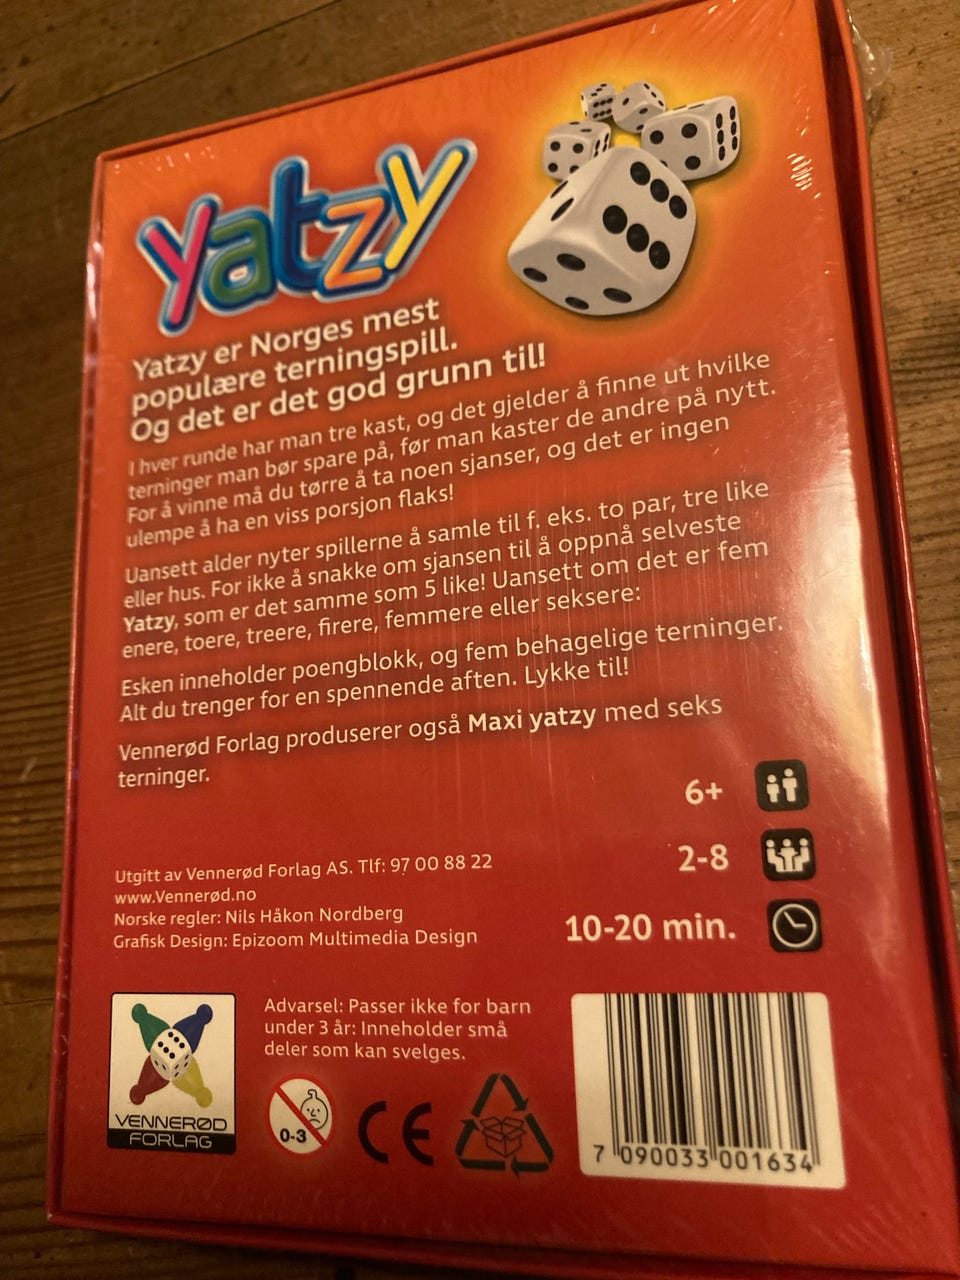 Yatzy
Yatzy er Norges mest
populære terningspill.
Og det er det god grunn til!
I hver runde har man tre kast, og det gjelder å finne ut hvilke
terninger man bør spare på, før man kaster de andre på nytt.
For å vinne må du tørre å ta noen sjanser, og det er ingen
ulempe å ha en viss porsjon flaks!
Uansett alder nyter spillerne å samle til f. eks. to par, tre like
eller hus. For ikke å snakke om sjansen til å oppnå selveste
Yatzy, som er det samme som 5 like! Uansett om det er fem
enere, toere, treere, firere, femmere eller seksere:
Esken inneholder poengblokk, og fem behagelige terninger.
Alt du trenger for en spennende aften. Lykke til!
Vennerød Forlag produserer også Maxi yatzy med seks
terninger.
6+
2-8
10-20 min.
Utgitt av Vennerød Forlag AS. Tlf: 97 00 88 22
www.Vennerød.no
Norske regler: Nils Håkon Nordberg
Grafisk Design: Epizoom Multimedia Design
Advarsel: Passer ikke for barn
under 3 år: Inneholder små
deler som kan svelges.
VENNERØD
FORLAG
0-3
CE
7 090033 001634